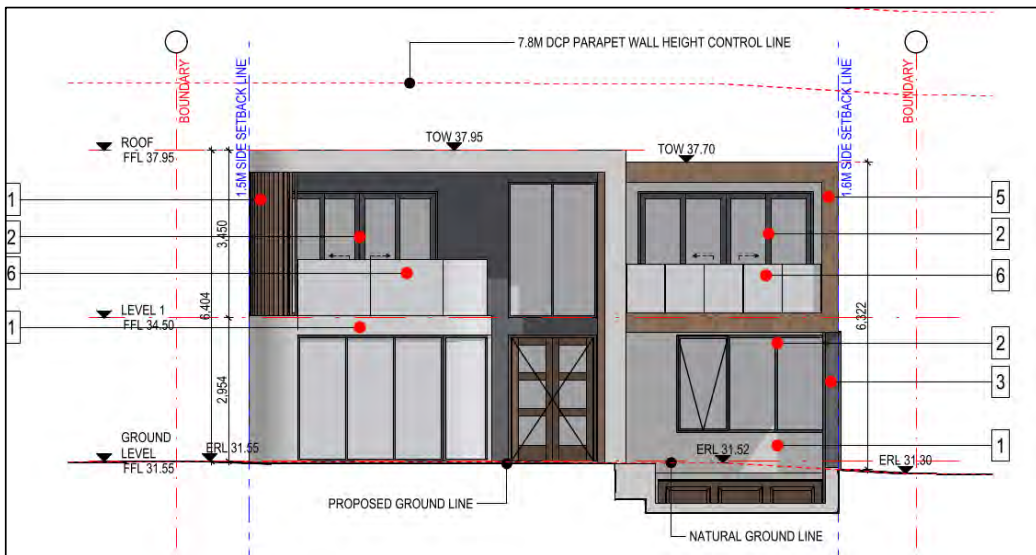 7.8M DCP PARAPET WALL HEIGHT CONTROL LINE
BOUNDARY
1.5M SIDE SETBACK LINE
1.6M SIDE SETBACK LINE
BOUNDARY
ROOF
FFL 37.95
TOW 37.95
TOW 37.70
1
5
2
2
3,450
6
6
LEVEL 1
FFL 34.50
6,404
6,322
1
2
2,954
3
GROUND
LEVEL
FFL 31.55
ERL 31.55
ERL 31.52
1
ERL 31.30
PROPOSED GROUND LINE
NATURAL GROUND LINE